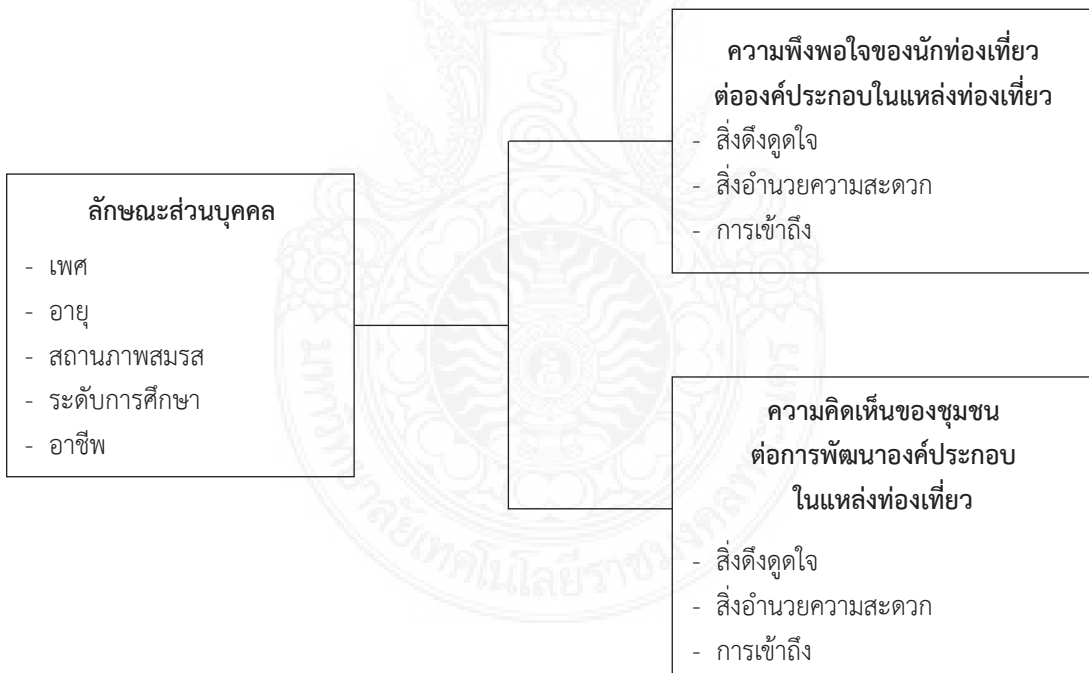 ความพึงพอใจของนักท่องเที่ยว
ต่อองค์ประกอบในแหล่งท่องเที่ยว
- สิ่งดึงดูดใจ
- สิ่งอำนวยความสะดวก
- การเข้าถึง
ลักษณะส่วนบุคคล
- เพศ
- อายุ
- สถานภาพสมรส
- ระดับการศึกษา
- อาชีพ
ความคิดเห็นของชุมชน
ต่อการพัฒนาองค์ประกอบ
ในแหล่งท่องเที่ยว
- สิ่งดึงดูดใจ
- สิ่งอำนวยความสะดวก
- การเข้าถึง